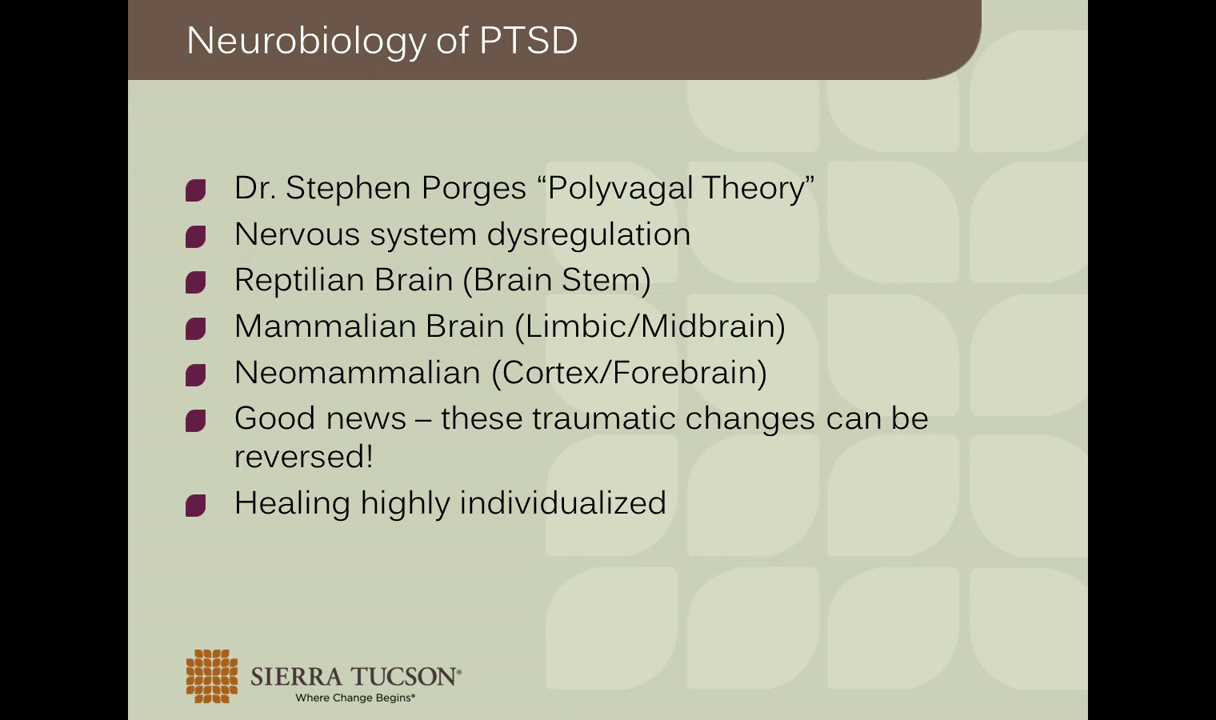 Neurobiology of PTSD
Dr. Stephen Porges “Polyvagal Theory”
Nervous system dysregulation
Reptilian Brain (Brain Stem)
Mammalian Brain (Limbic/Midbrain)
Neomammalian (Cortex/Forebrain)
Good news – these traumatic changes can be
reversed!
Healing highly individualized
SIERRA TUCSON®
Where Change Begins®